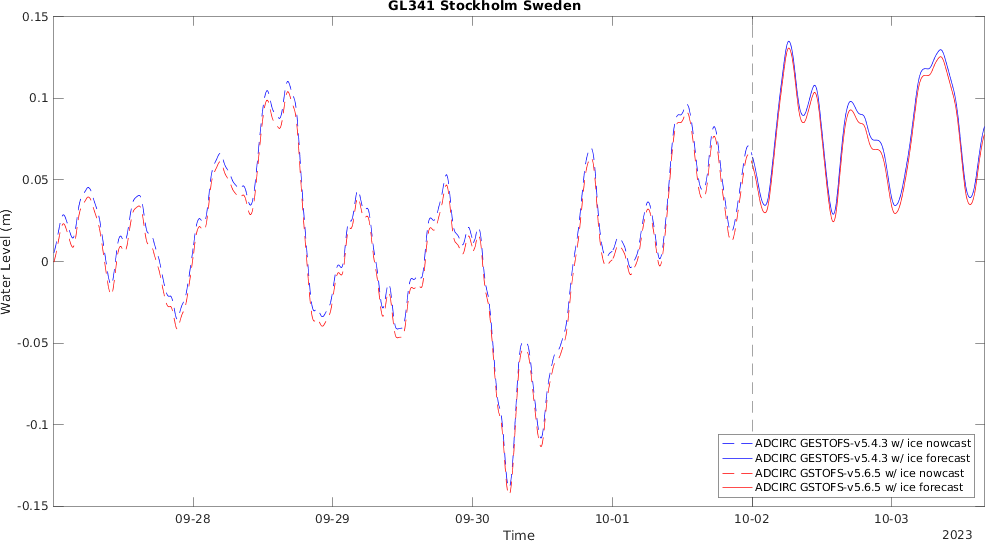 GL341 Stockholm Sweden
0.15
0.1
0.05
0
-0.05
-0.1
-0.15
Water Level (m)
09-28
09-29
09-30
10-01
10-02
10-03
Time
2023
ADCIRC GESTOFS-v5.4.3 w/ ice nowcast
ADCIRC GESTOFS-v5.4.3 w/ ice forecast
ADCIRC GSTOFS-v5.6.5 w/ ice nowcast
ADCIRC GSTOFS-v5.6.5 w/ ice forecast